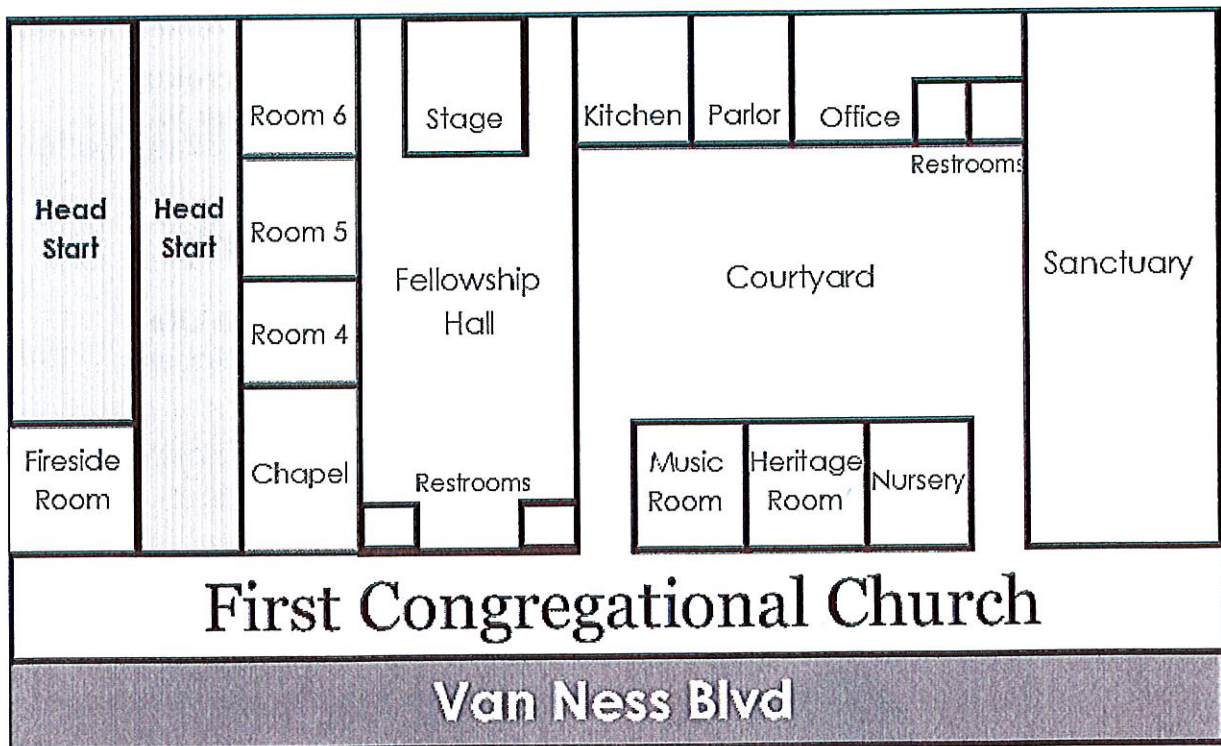 Room 6
Stage
Kitchen
Parlor
Office
Restrooms
Head
Start
Head
Start
Room 5
Fellowship
Hall
Courtyard
Sanctuary
Room 4
Fireside
Room
Chapel
Restrooms
Music
Room
Heritage
Room
Nursery
First Congregational Church
Van Ness Blvd